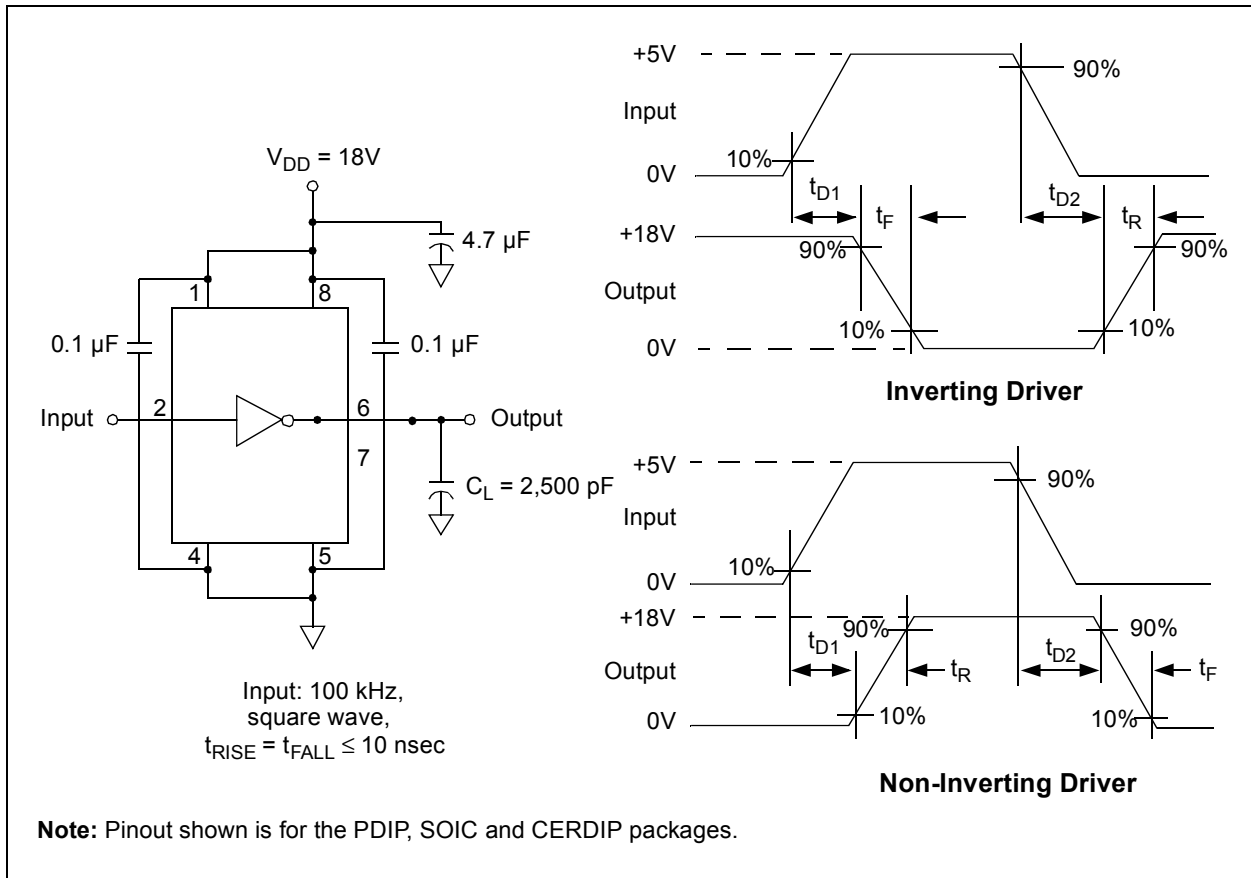 V_DD = 18V
4.7 µF
1
8
0.1 µF
0.1 µF
Input
2
6
Output
7
C_L = 2,500 pF
4
5
Input: 100 kHz,
square wave,
t_RISE = t_FALL ≤ 10 nsec
+5V
90%
Input
10%
0V
t_D1
t_F
t_D2
t_R
+18V
90%
90%
Output
10%
10%
0V
Inverting Driver
+5V
90%
Input
10%
0V
+18V
90%
90%
t_D1
t_D2
Output
t_R
t_F
10%
10%
0V
Non-Inverting Driver
Note: Pinout shown is for the PDIP, SOIC and CERDIP packages.